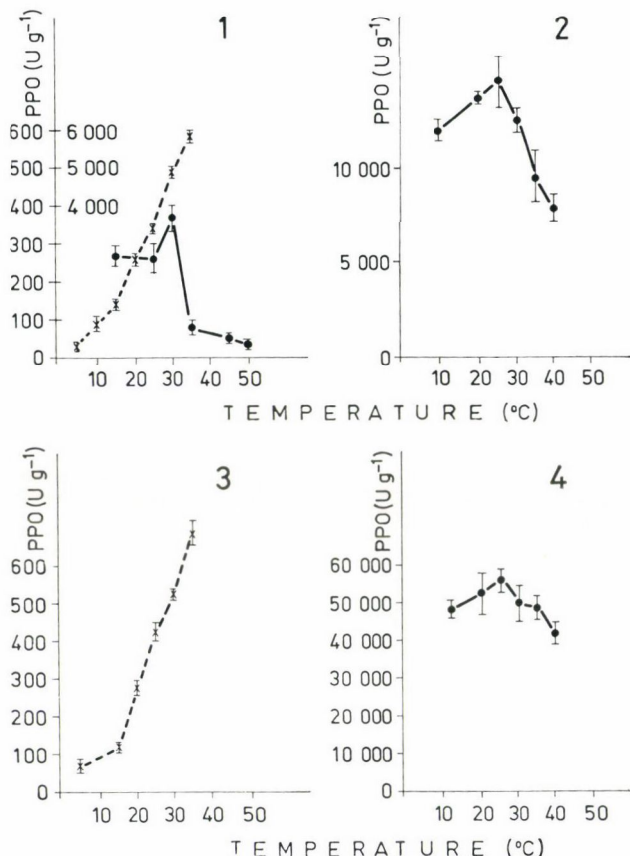 1
PPO (U g⁻¹)
600 6 000
500 5 000
400 4 000
300
200
100
0
10 20 30 40 50
2
PPO (U g⁻¹)
10 000
5 000
10 20 30 40 50
TEMPERATURE (°C)
3
PPO (U g⁻¹)
600
500
400
300
200
100
0
10 20 30 40 50
4
PPO (U g⁻¹)
60 000
50 000
40 000
30 000
20 000
10 000
0
10 20 30 40 50
TEMPERATURE (°C)